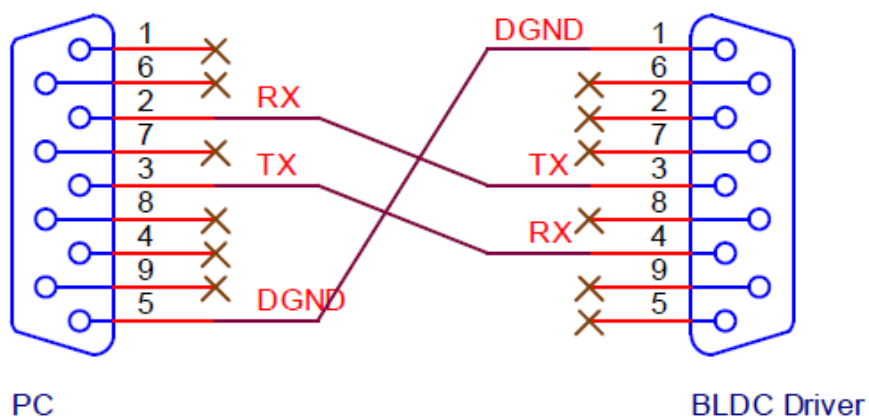 DGND
1 1
6 6
RX
2 2
7 7
TX TX
3 3
8 8
RX
4 4
9 9
DGND
5 5
PC BLDC Driver